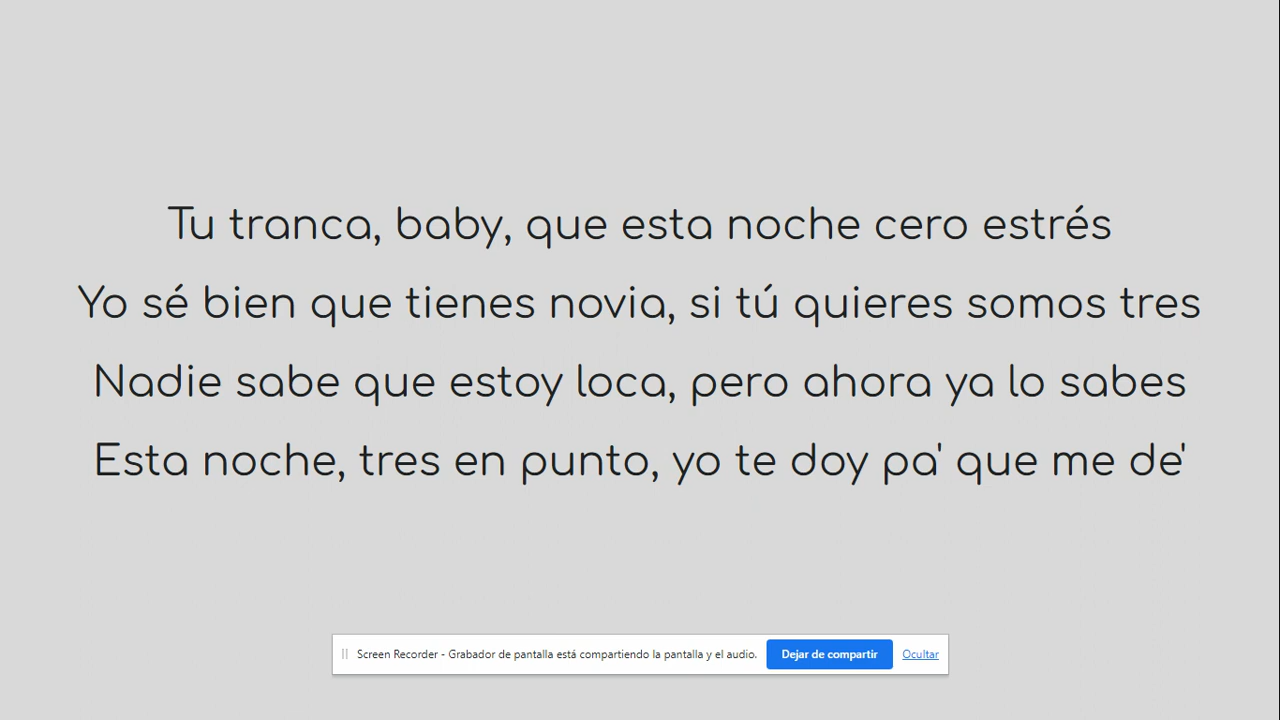 Tu tranca, baby, que esta noche cero estrés
Yo sé bien que tienes novia, si tú quieres somos tres
Nadie sabe que estoy loca, pero ahora ya lo sabes
Esta noche, tres en punto, yo te doy pa' que me de'
Screen Recorder - Grabador de pantalla está compartiendo la pantalla y el audio. Dejar de compartir Ocultar